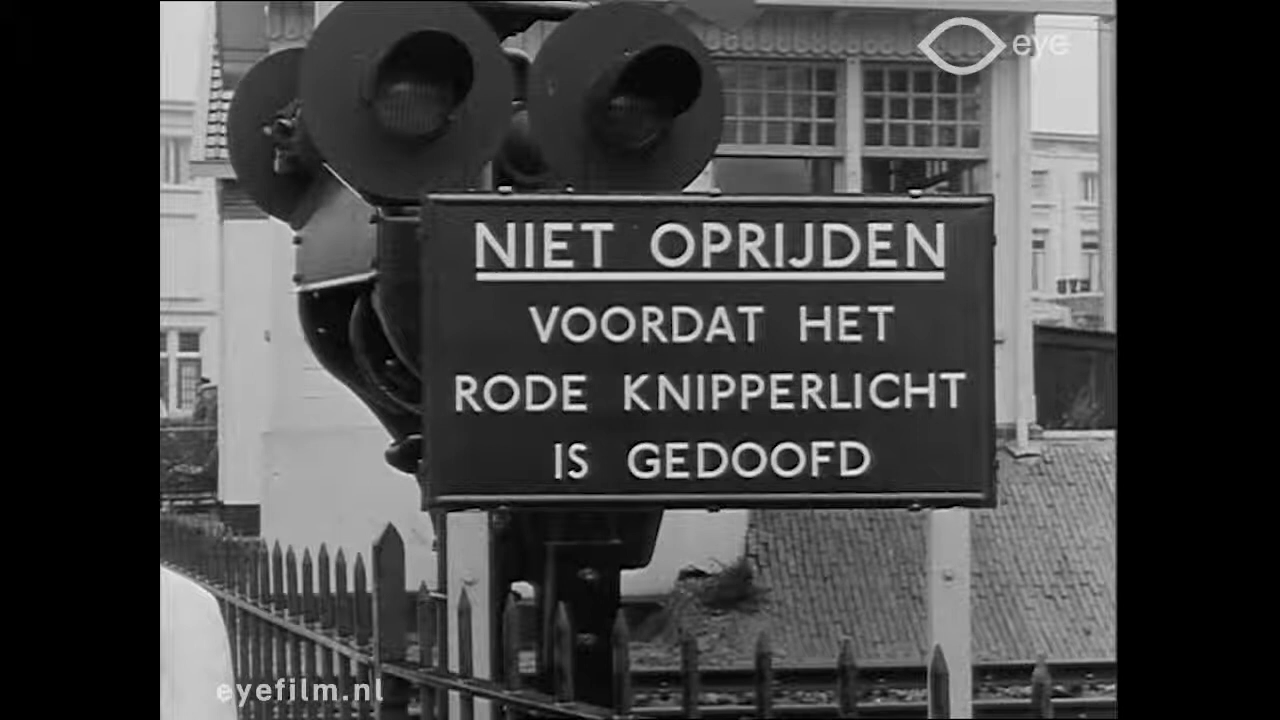 eye
NIET OPRIJDEN
VOORDAT HET
RODE KNIPPERLICHT
IS GEDOOFD
eyefilm.nl